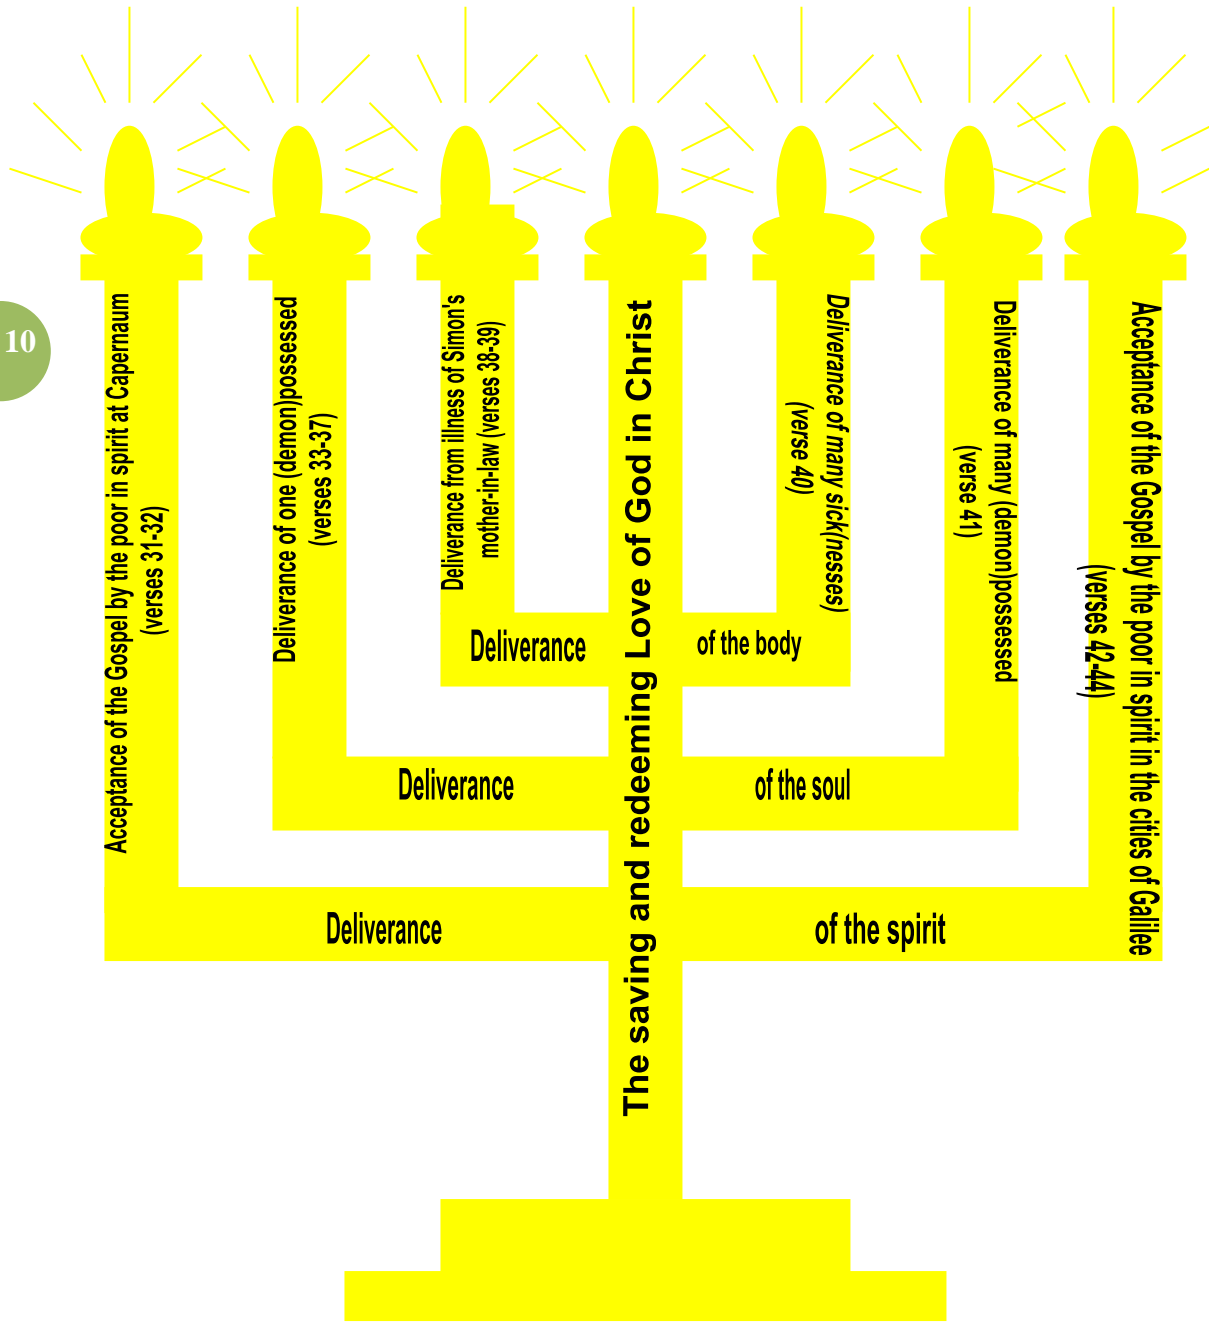 10
Acceptance of the Gospel by the poor in spirit at Capernaum
(verses 31-32)
Deliverance of one (demon)possessed
(verses 33-37)
Deliverance from illness of Simon's
mother-in-law (verses 38-39)
The saving and redeeming Love of God in Christ
Deliverance of many sick(nesses)
(verse 40)
Deliverance of many (demon)possessed
(verse 41)
Acceptance of the Gospel by the poor in spirit in the cities of Galilee
(verses 42-44)
Deliverance of the body
Deliverance of the soul
Deliverance of the spirit